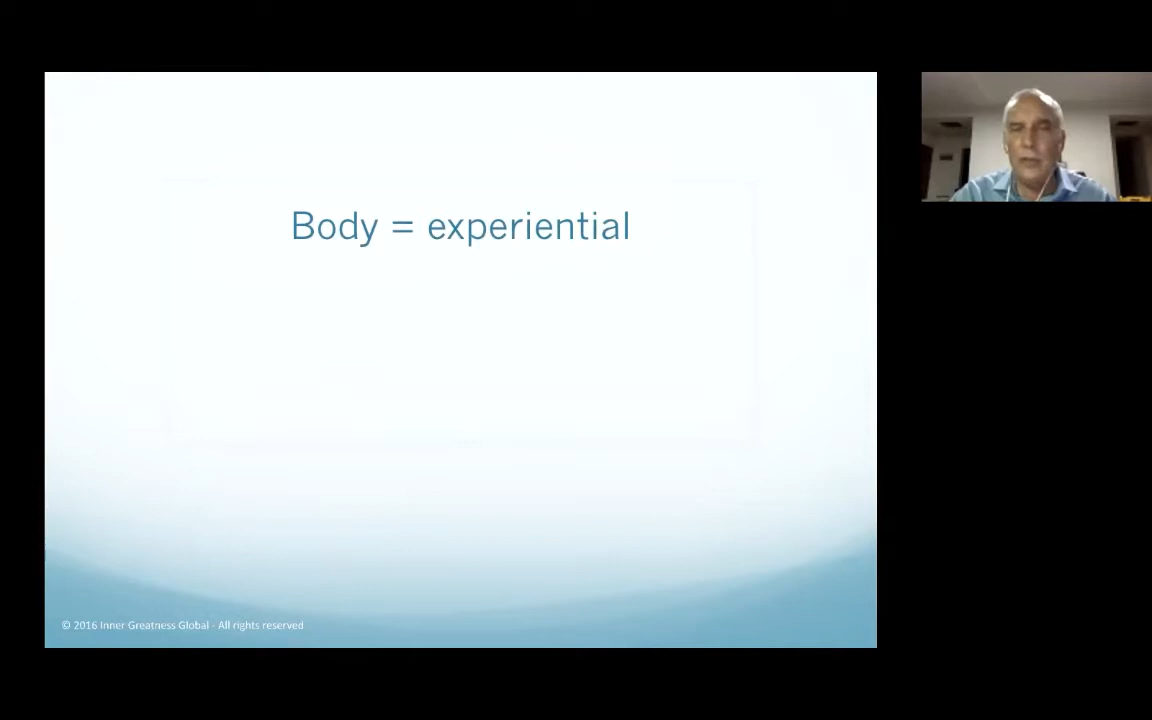 Body = experiential
© 2016 Inner Greatness Global - All rights reserved